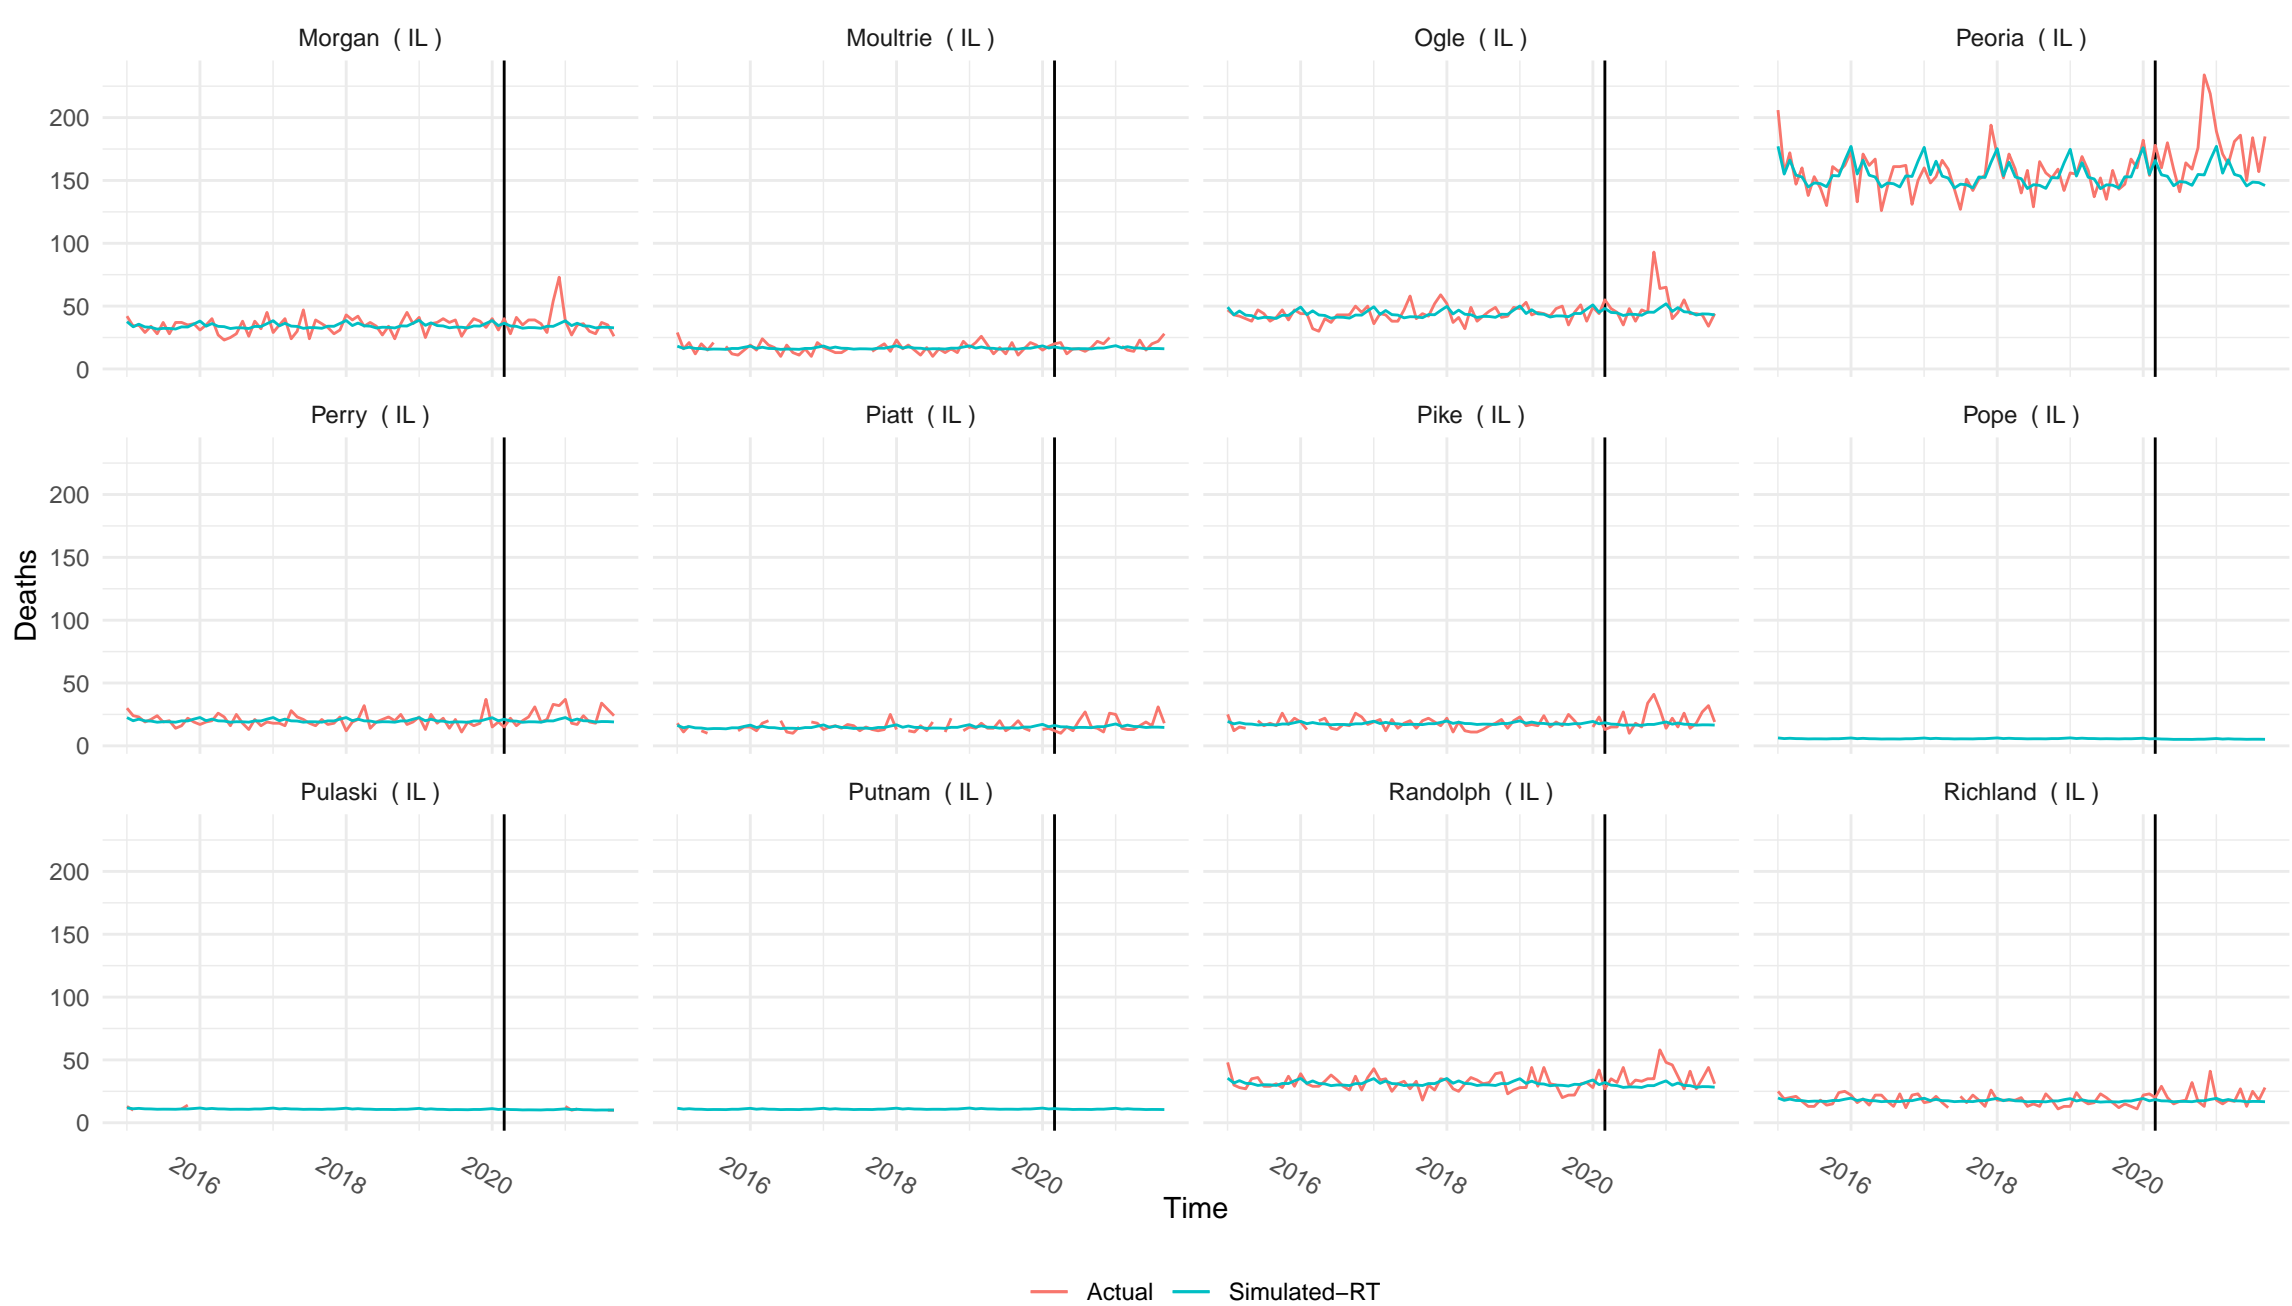 Morgan ( IL )
Moultrie ( IL )
Ogle ( IL )
Peoria ( IL )
200
150
100
50
0
Perry ( IL )
Piatt ( IL )
Pike ( IL )
Pope ( IL )
200
150
100
50
0
Deaths
Pulaski ( IL )
Putnam ( IL )
Randolph ( IL )
Richland ( IL )
200
150
100
50
0
2016 2018 2020
2016 2018 2020
2016 2018 2020
2016 2018 2020
Time
Actual
Simulated−RT